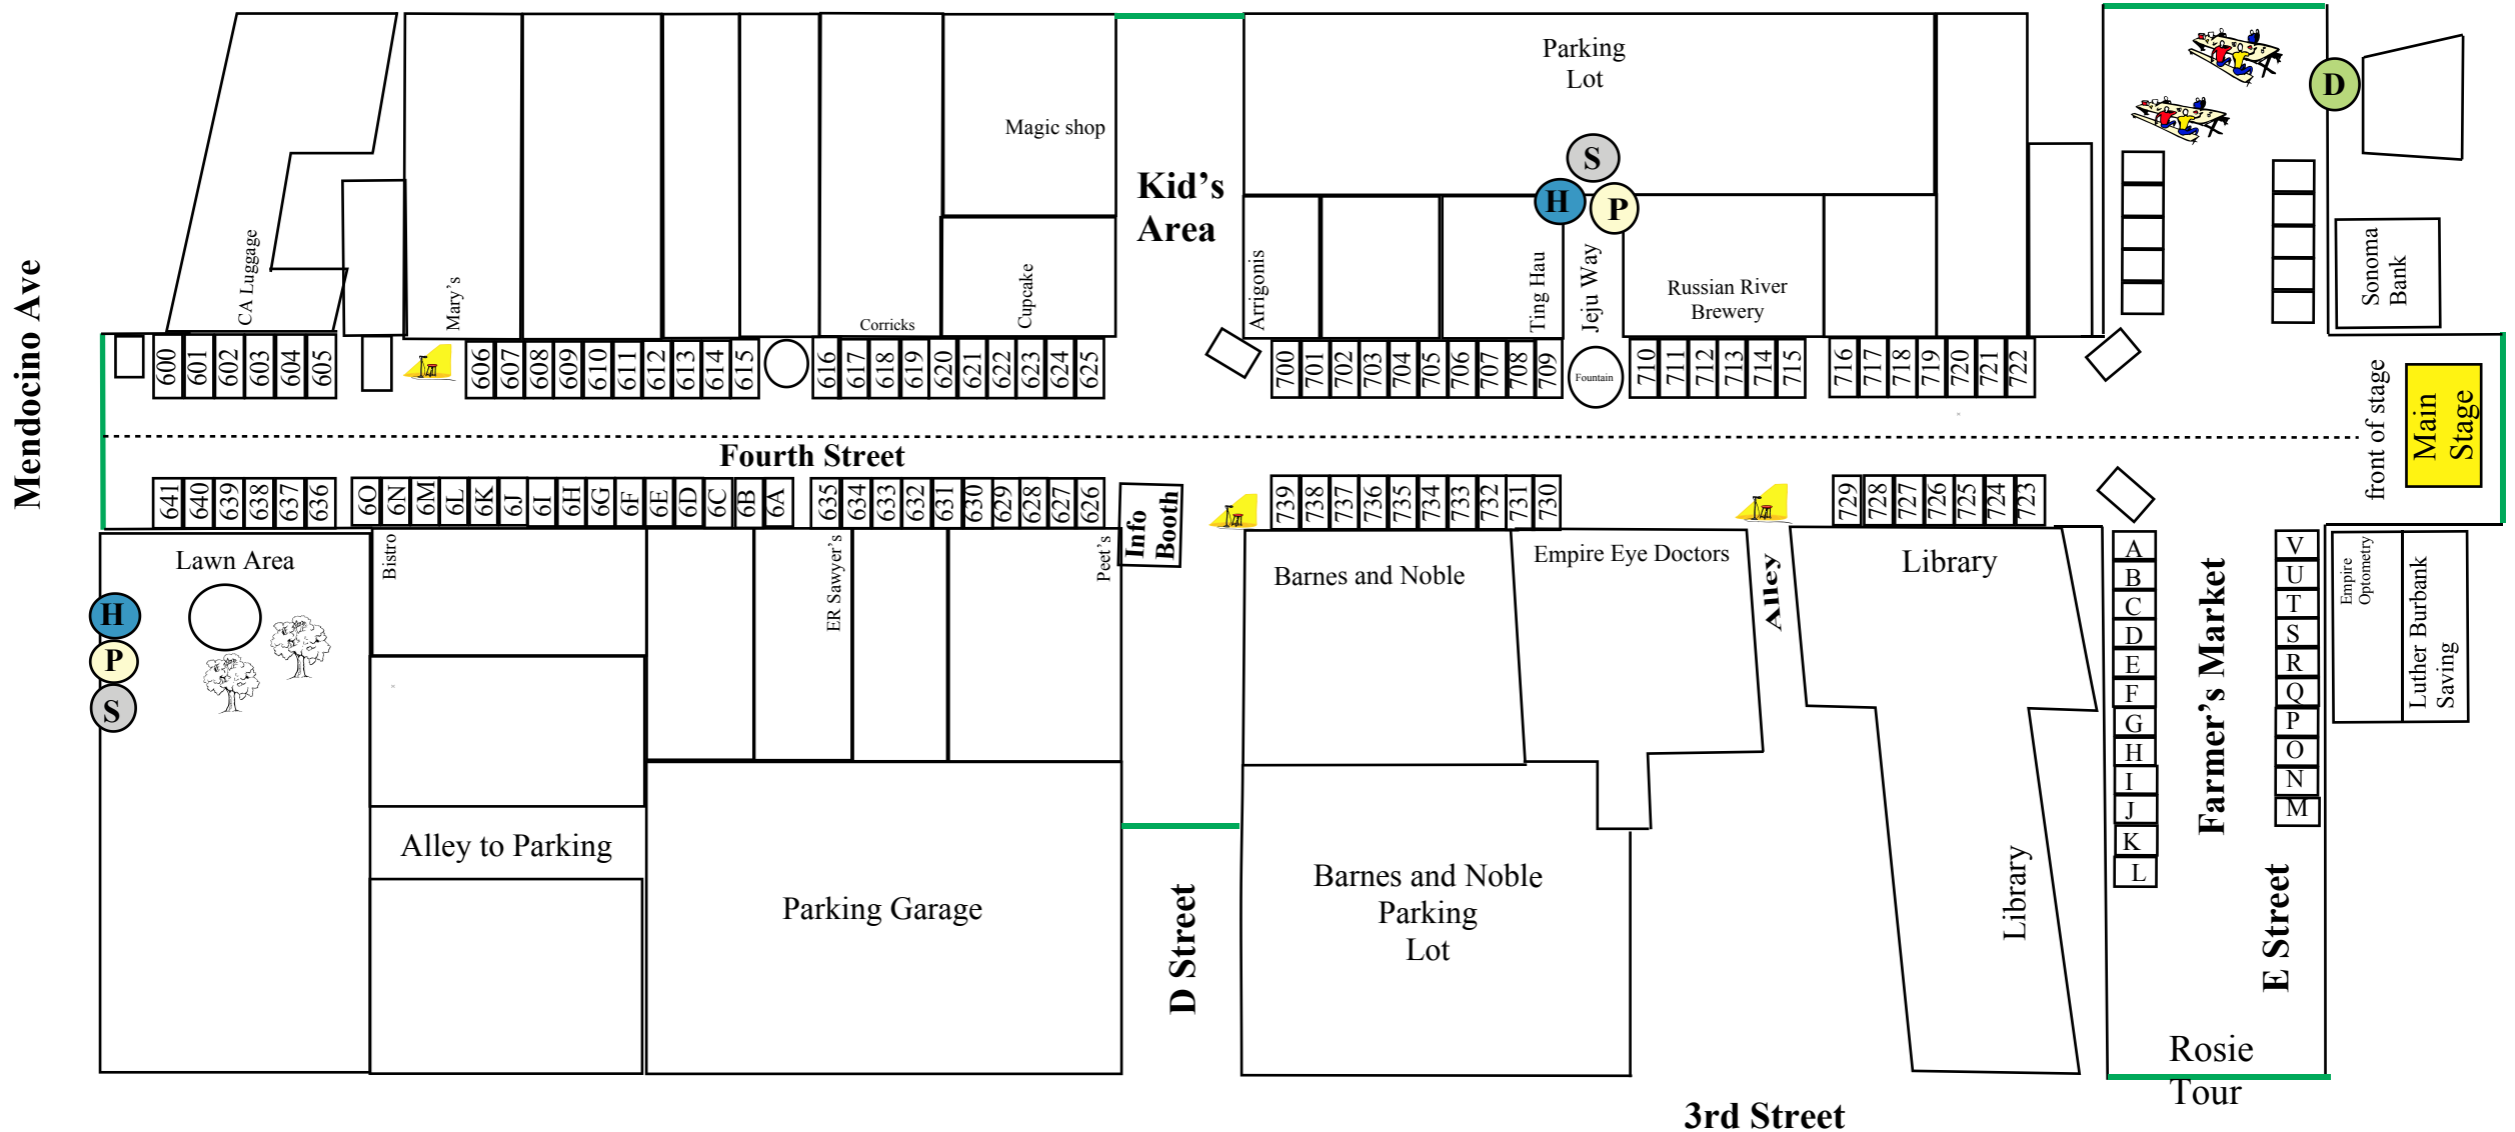 Mendocino Ave
CA Luggage
Mary's
Corricks
Magic shop
Cupcake
Kid's
Area
Parking
Lot
S
H
P
Arrigonis
Ting Hau
Jeju Way
Russian River
Brewery
D
Sonoma
Bank
600
601
602
603
604
605
606
607
608
609
610
611
612
613
614
615
616
617
618
619
620
621
622
623
624
625
700
701
702
703
704
705
706
707
708
709
Fountain
710
711
712
713
714
715
716
717
718
719
720
721
722
front of stage
Main
Stage
Fourth Street
641
640
639
638
637
636
6O
6N
6M
6L
6K
6J
6I
6H
6G
6F
6E
6D
6C
6B
6A
635
634
633
632
631
630
629
628
627
626
Info
Booth
739
738
737
736
735
734
733
732
731
730
729
728
727
726
725
724
723
Lawn Area
H
P
S
Bistro
ER Sawyer's
Peet's
Barnes and Noble
Empire Eye Doctors
Alley
Library
A
B
C
D
E
F
G
H
I
J
K
L
Farmer's Market
V
U
T
S
R
Q
P
O
N
M
Empire
Optometry
Luther Burbank
Saving
Alley to Parking
Parking Garage
D Street
Barnes and Noble
Parking
Lot
Library
E Street
Rosie
Tour
3rd Street